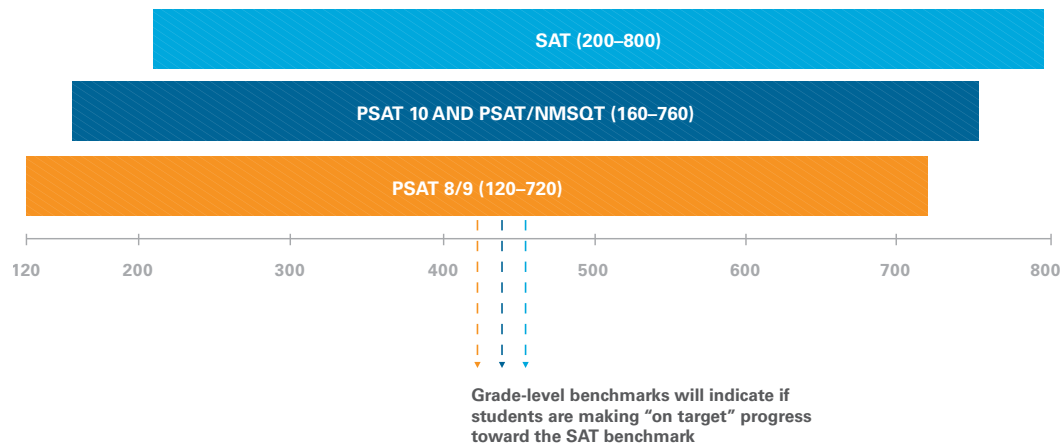 SAT (200–800)
PSAT 10 AND PSAT/NMSQT (160–760)
PSAT 8/9 (120–720)
120 200 300 400 500 600 700 800
Grade-level benchmarks will indicate if
students are making “on target” progress
toward the SAT benchmark